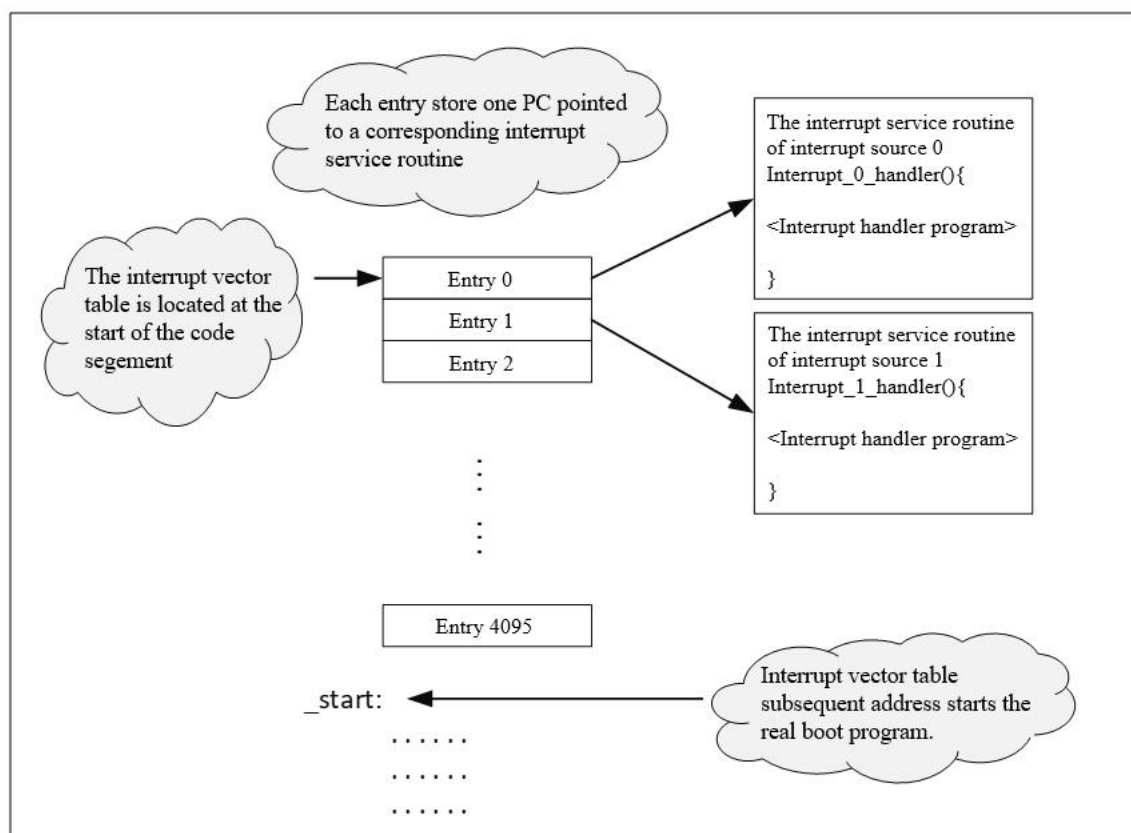 Each entry store one PC pointed
to a corresponding interrupt
service routine
The interrupt service routine
of interrupt source 0
Interrupt_0_handler(){
<Interrupt handler program>
}
The interrupt vector
table is located at the
start of the code
segement
Entry 0
Entry 1
Entry 2
The interrupt service routine
of interrupt source 1
Interrupt_1_handler(){
<Interrupt handler program>
}
Entry 4095
_start:
Interrupt vector table
subsequent address starts the
real boot program.
......
......
......